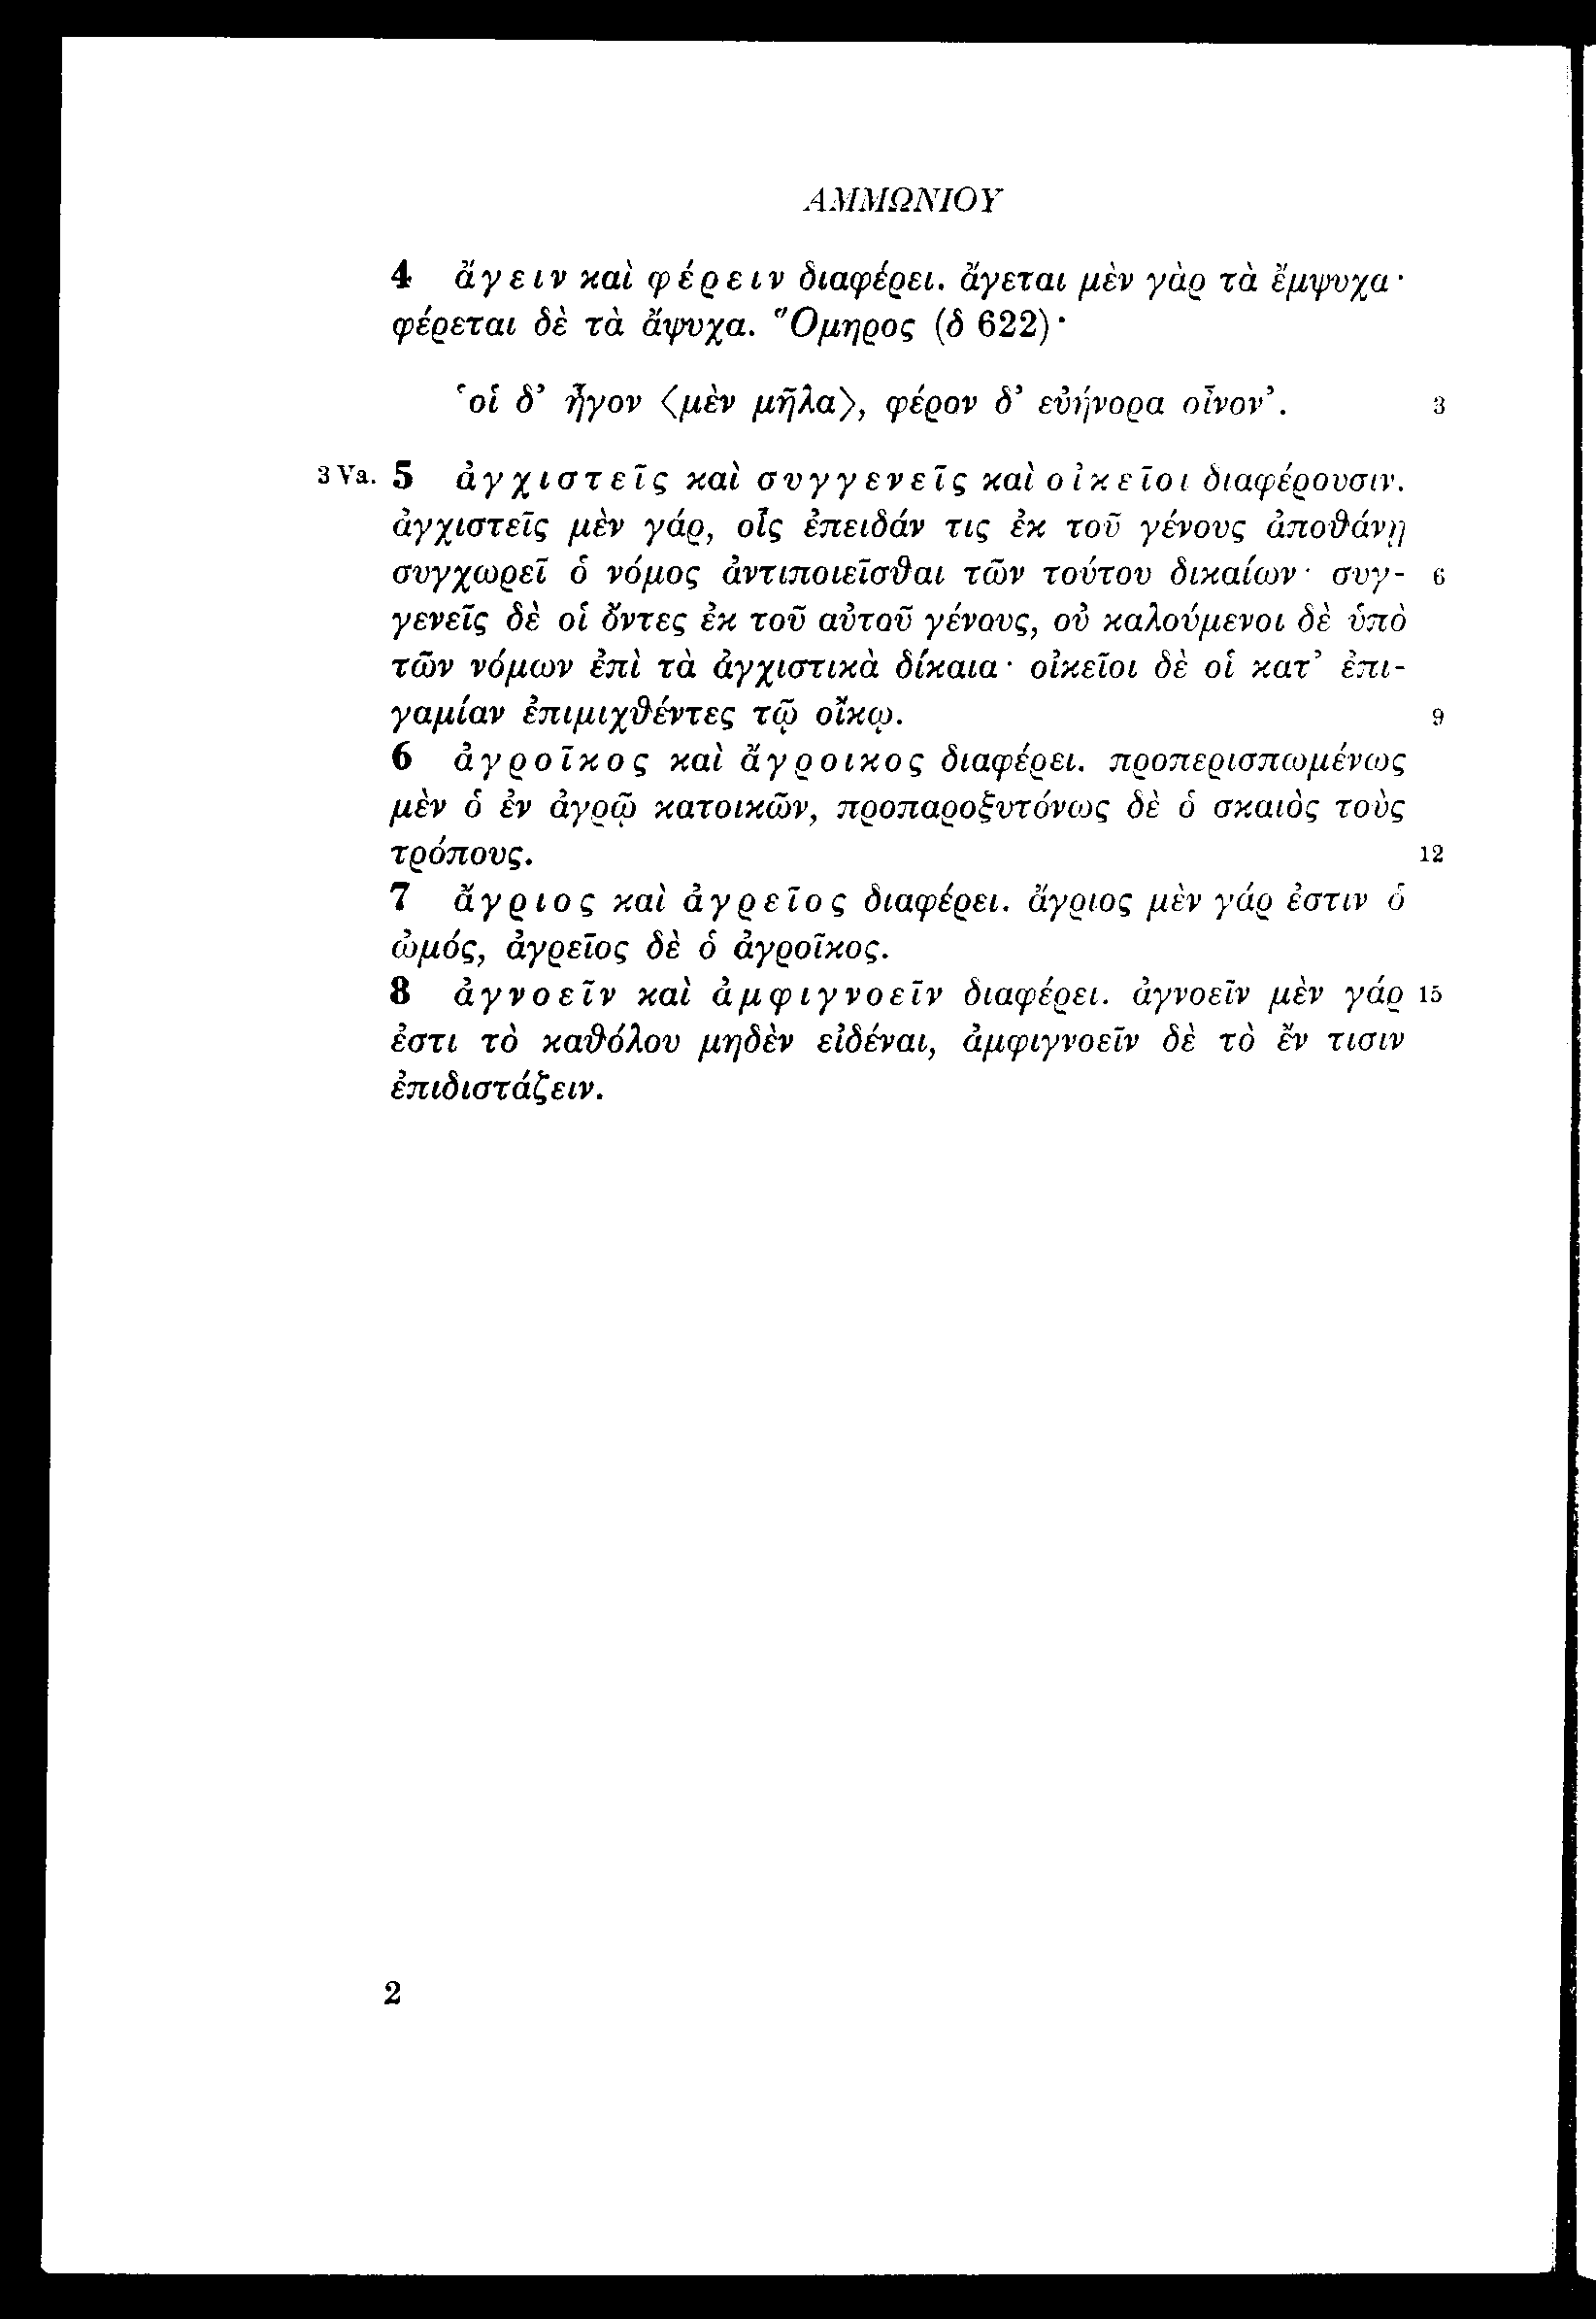 ΑΜΜΩΝΙΟΥ
4 ἄγειν καὶ φέρειν διαφέρει. ἄγεται μὲν γὰρ τὰ ἔμψυχα·
φέρεται δὲ τὰ ἄψυχα. Ὅμηρος (δ 622)·
‘οἱ δ’ ἦγον ⟨μὲν μῆλα⟩, φέρον δ’ εὐήνορα οἶνον’. 3
3 Va. 5 ἀγχιστεῖς καὶ συγγενεῖς καὶ οἰκεῖοι διαφέρουσιν.
ἀγχιστεῖς μὲν γάρ, οἷς ἐπειδάν τις ἐκ τοῦ γένους ἀποθάνῃ
συγχωρεῖ ὁ νόμος ἀντιποιεῖσθαι τῶν τούτου δικαίων· συγ- 6
γενεῖς δὲ οἱ ὄντες ἐκ τοῦ αὐτοῦ γένους, οὐ καλούμενοι δὲ ὑπὸ
τῶν νόμων ἐπὶ τὰ ἀγχιστικὰ δίκαια· οἰκεῖοι δὲ οἱ κατ’ ἐπι-
γαμίαν ἐπιμιχθέντες τῷ οἴκῳ. 9
6 ἀγροῖκος καὶ ἄγροικος διαφέρει. προπερισπωμένως
μὲν ὁ ἐν ἀγρῷ κατοικῶν, προπαροξυτόνως δὲ ὁ σκαιὸς τοὺς
τρόπους. 12
7 ἄγριος καὶ ἀγρεῖος διαφέρει. ἄγριος μὲν γάρ ἐστιν ὁ
ὠμός, ἀγρεῖος δὲ ὁ ἀγροῖκος.
8 ἀγνοεῖν καὶ ἀμφιγνοεῖν διαφέρει. ἀγνοεῖν μὲν γάρ 15
ἐστι τὸ καθόλου μηδὲν εἰδέναι, ἀμφιγνοεῖν δὲ τὸ ἔν τισιν
ἐπιδιστάζειν.
2